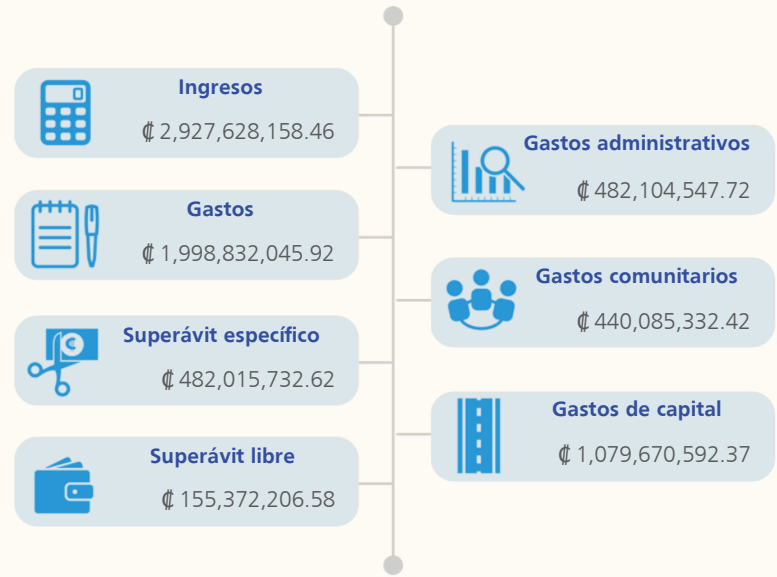 Ingresos
₡ 2,927,628,158.46
Gastos
₡ 1,998,832,045.92
Superávit específico
₡ 482,015,732.62
Superávit libre
₡ 155,372,206.58
Gastos administrativos
₡ 482,104,547.72
Gastos comunitarios
₡ 440,085,332.42
Gastos de capital
₡ 1,079,670,592.37